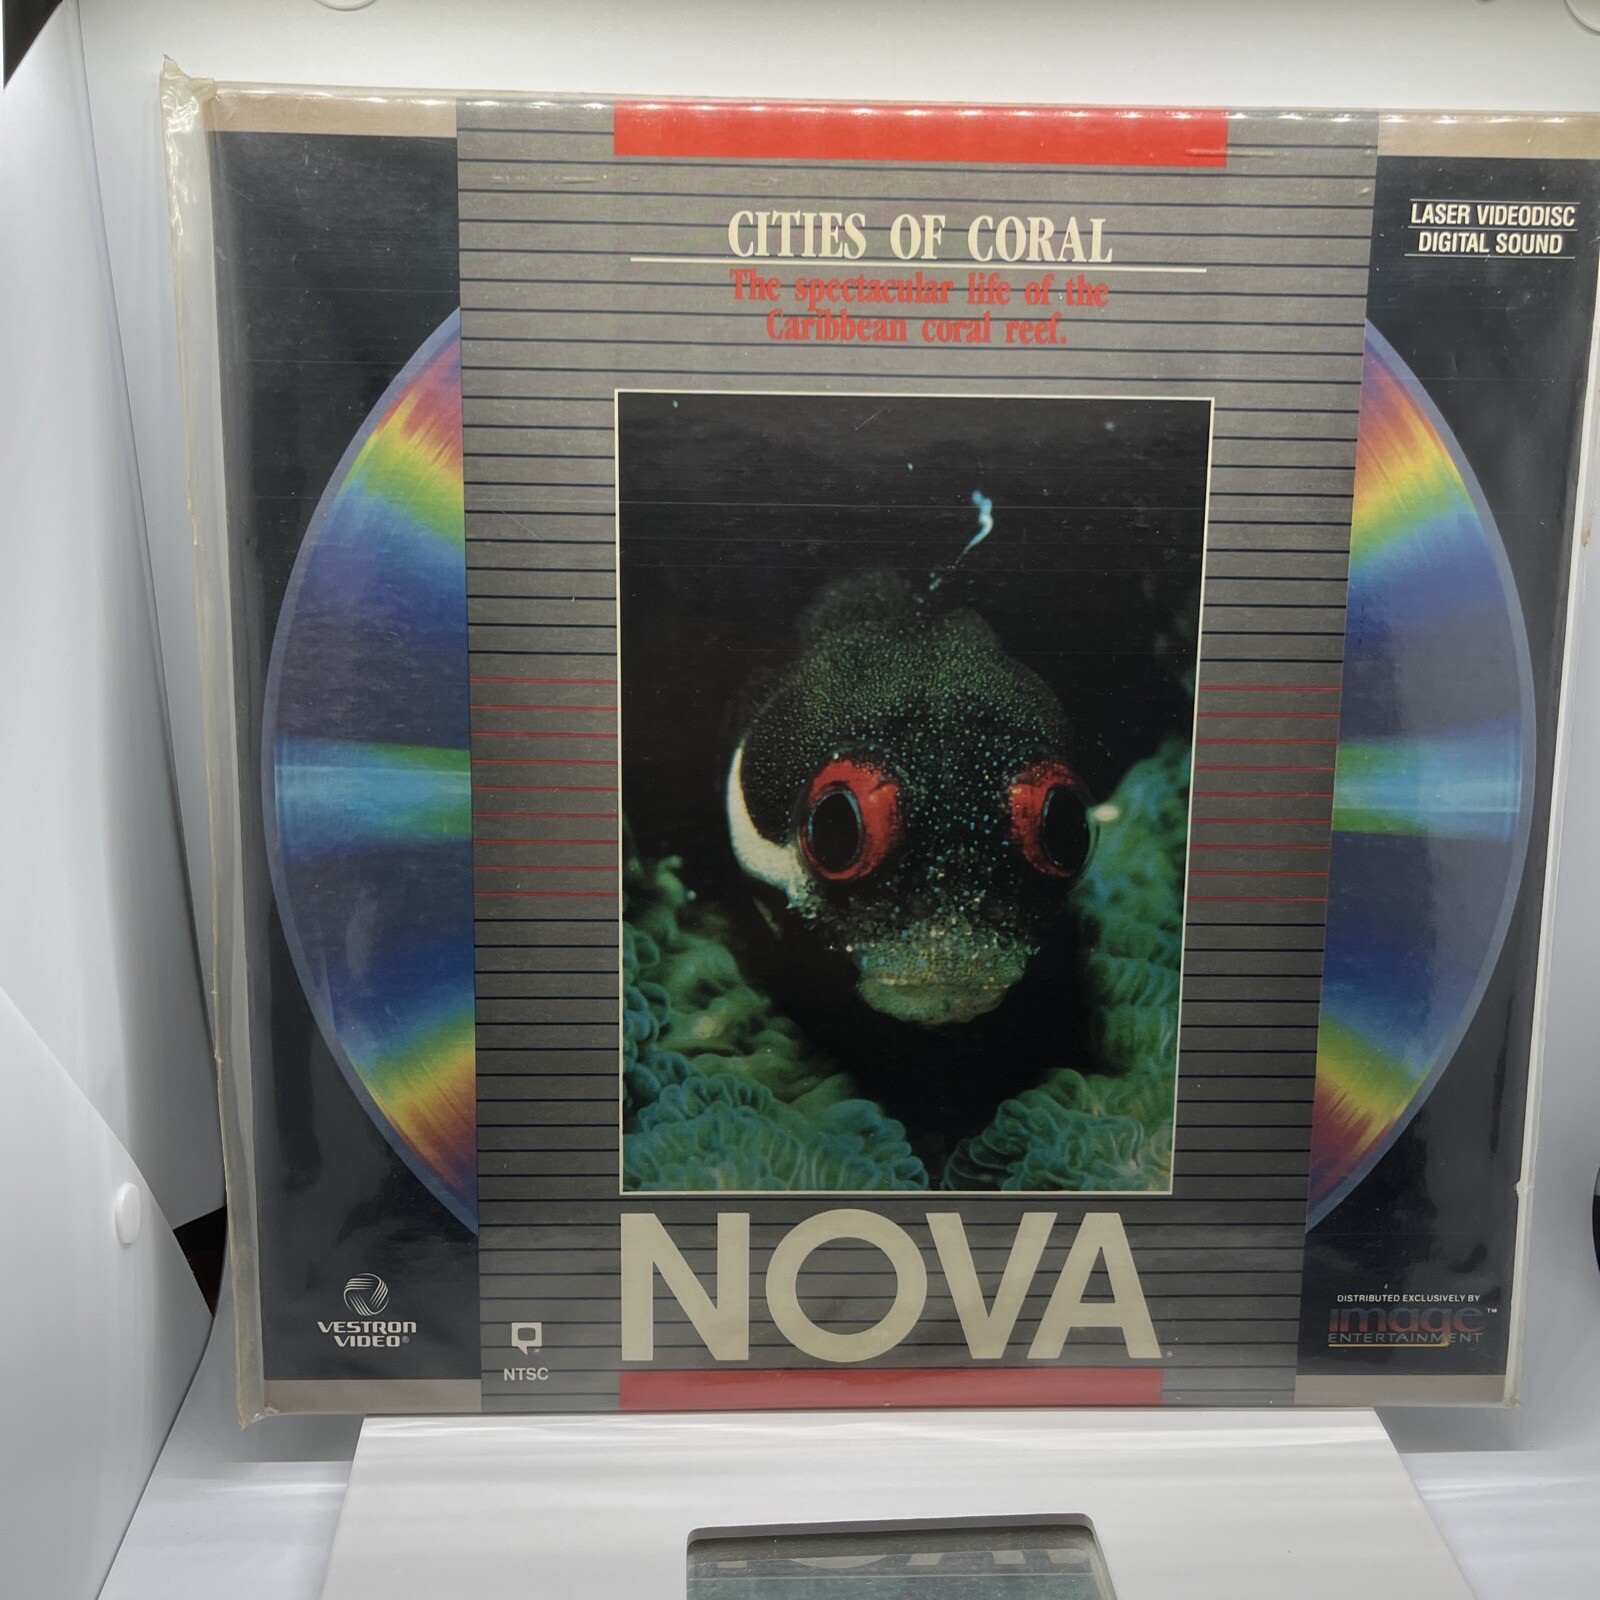 CITIES OF CORAL
The spectacular life of the
Caribbean coral reef.
LASER VIDEODISC
DIGITAL SOUND
NOVA
VESTRON
VIDEO®
NTSC
DISTRIBUTED EXCLUSIVELY BY
image™
ENTERTAINMENT